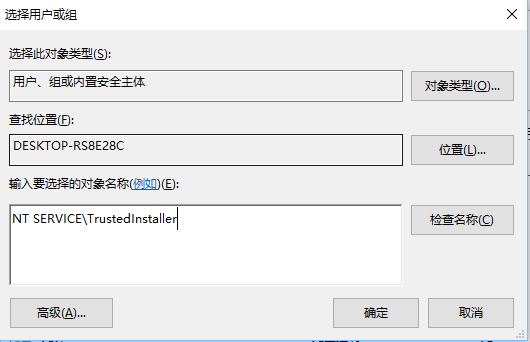 选择用户或组
选择此对象类型(S):
用户、组或内置安全主体
对象类型(O)...
查找位置(F):
DESKTOP-RS8E28C
位置(L)...
输入要选择的对象名称(例如)(E):
NT SERVICE\TrustedInstaller
检查名称(C)
高级(A)...
确定
取消